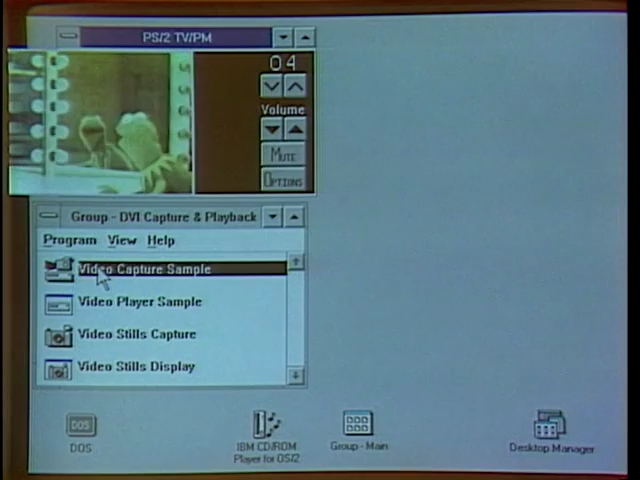 PS/2 TV/PM
04
Volume
MUTE
OPTIONS
Group - DVI Capture & Playback
Program View Help
Video Capture Sample
Video Player Sample
Video Stills Capture
Video Stills Display
DOS
DOS
IBM CD/ROM
Player for OS/2
Group - Main
Desktop Manager